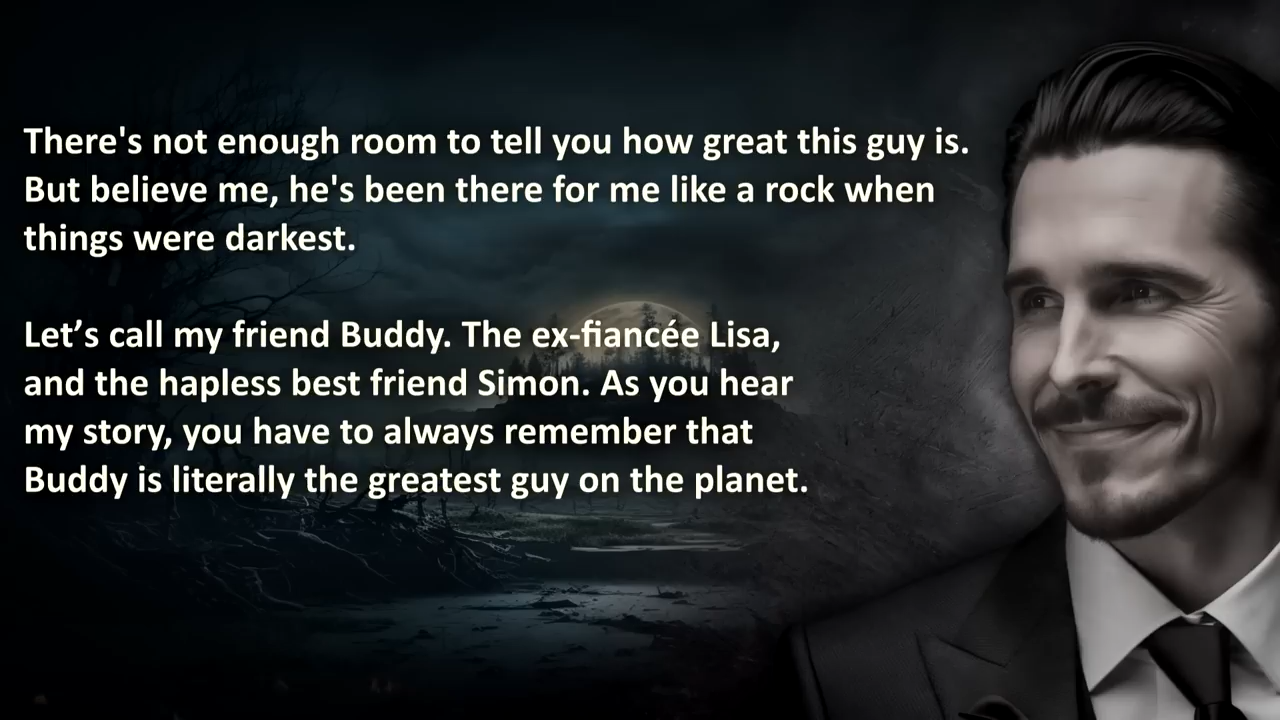 There's not enough room to tell you how great this guy is.
But believe me, he's been there for me like a rock when
things were darkest.
Let’s call my friend Buddy. The ex-fiancée Lisa,
and the hapless best friend Simon. As you hear
my story, you have to always remember that
Buddy is literally the greatest guy on the planet.